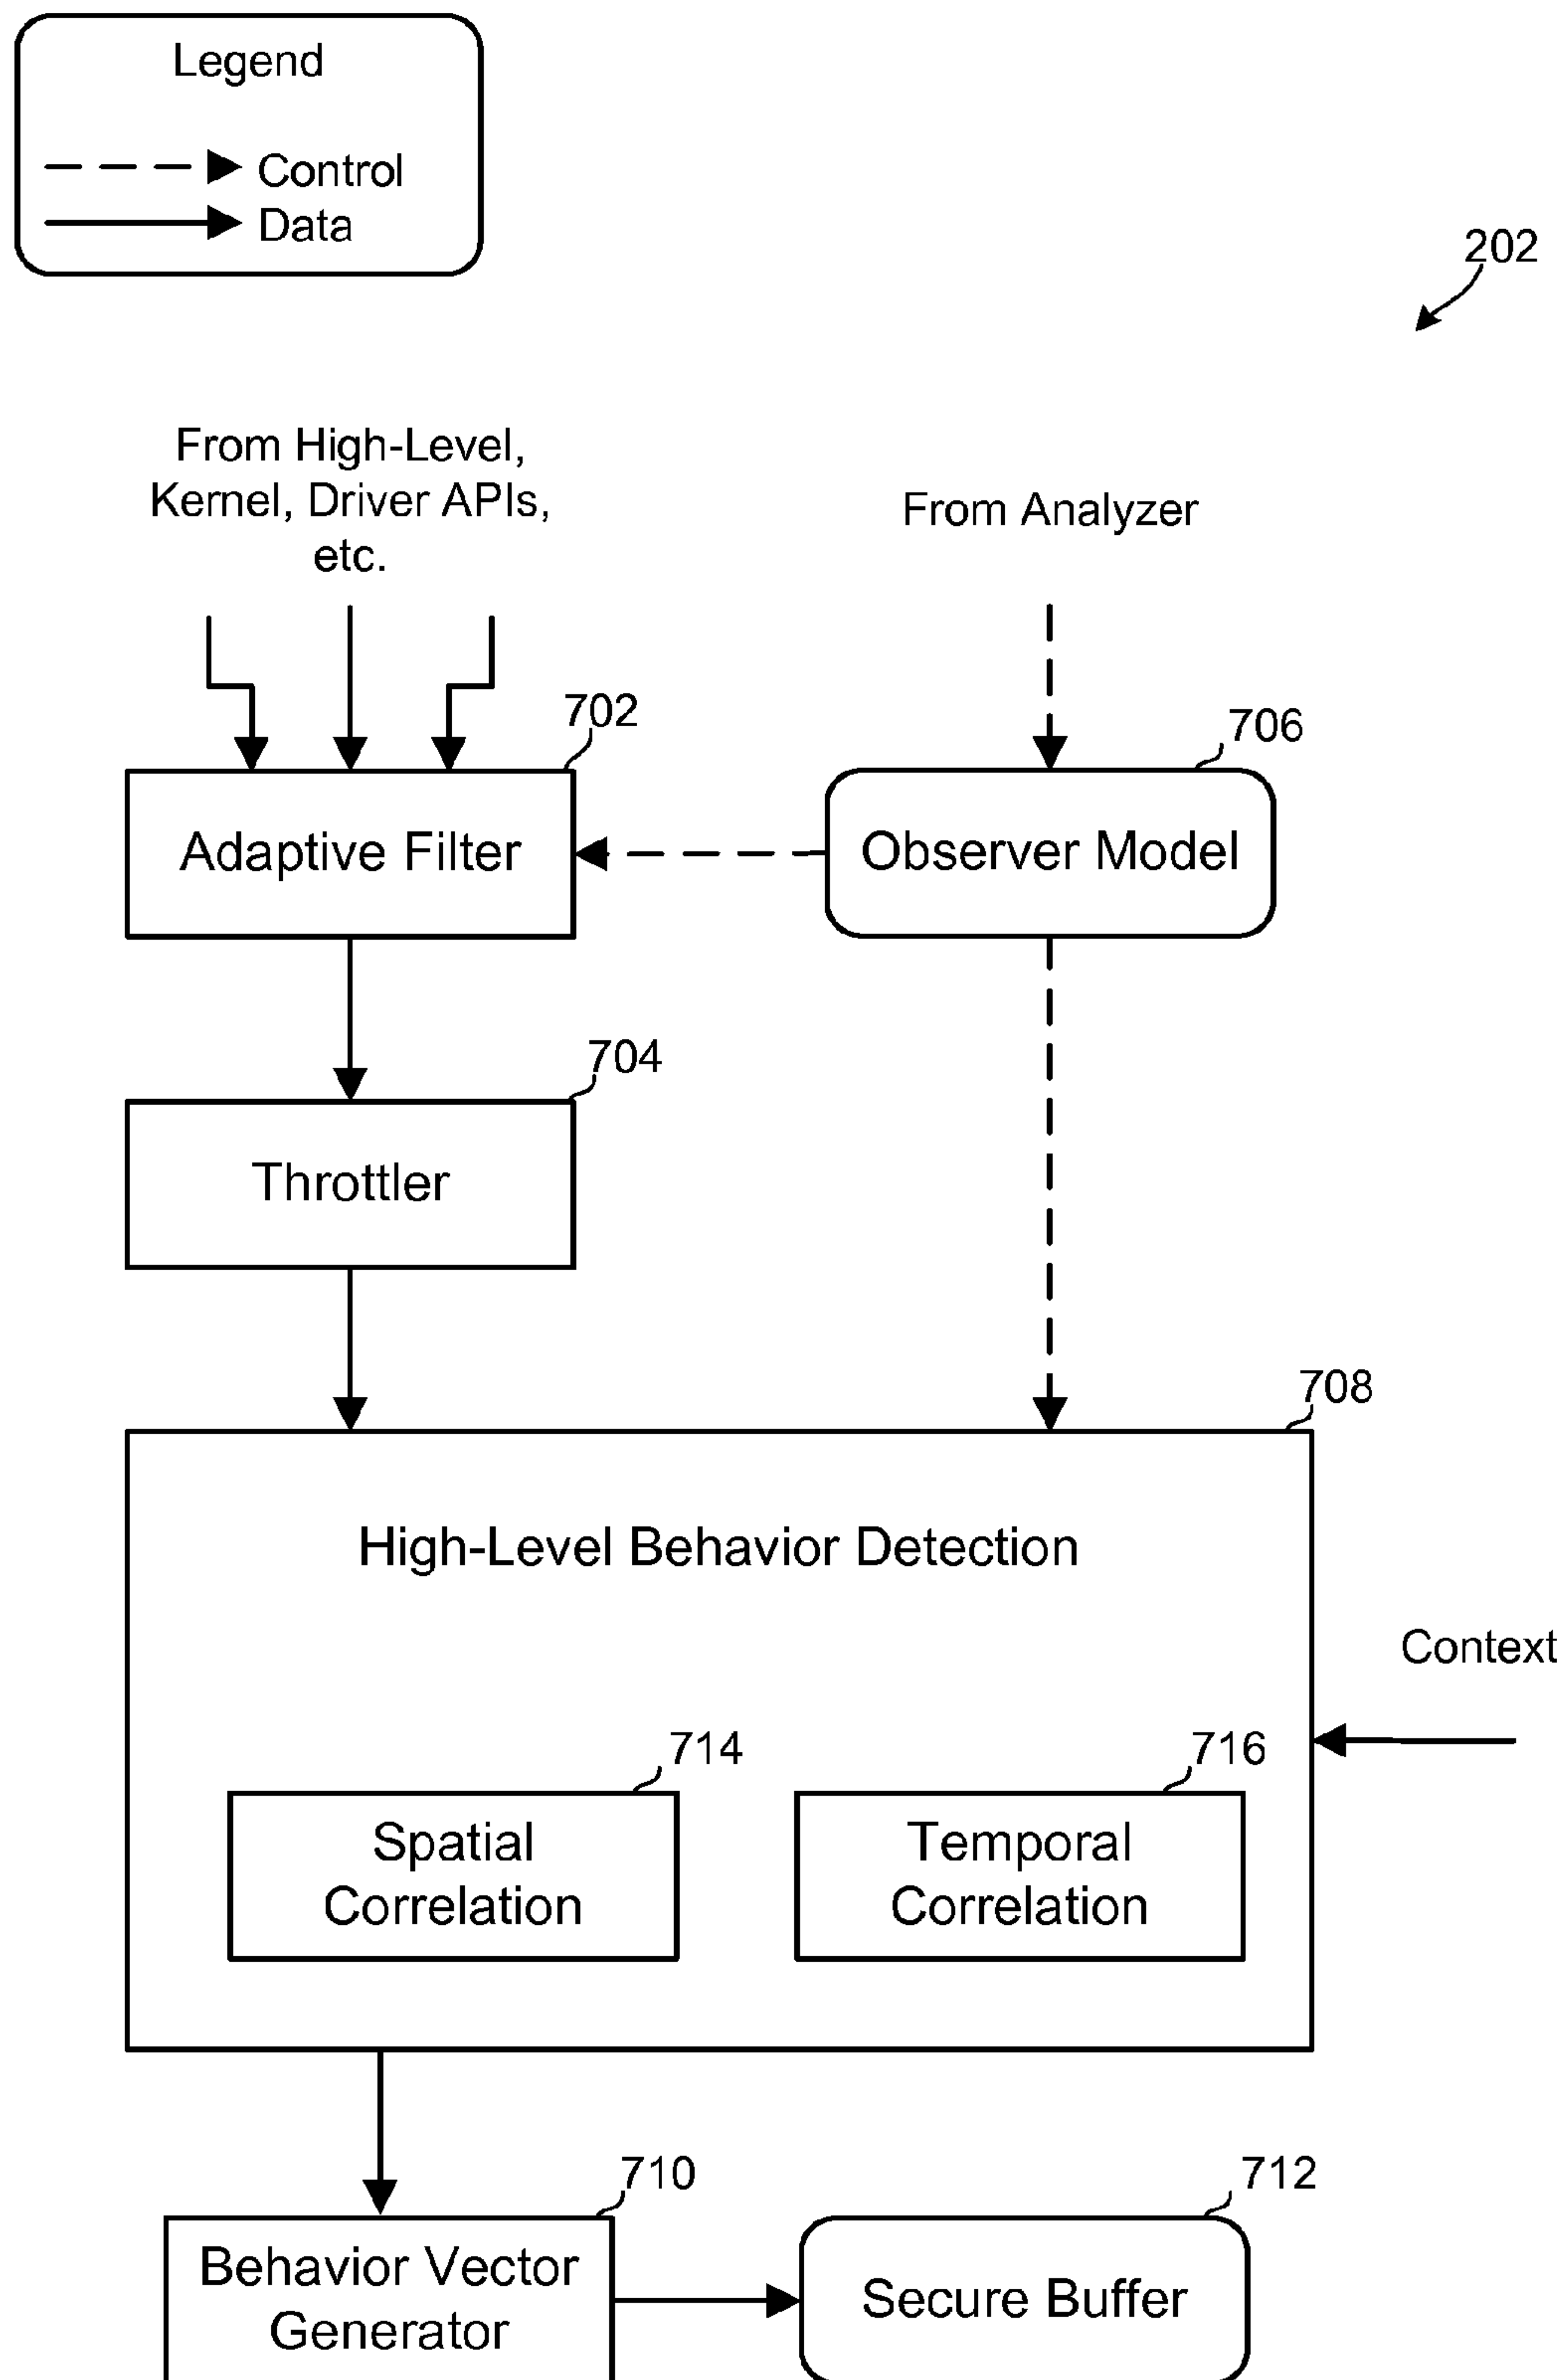 Legend
Control
Data
202
From High-Level,
Kernel, Driver APIs,
etc.
From Analyzer
702
706
Adaptive Filter
Observer Model
704
Throttler
708
High-Level Behavior Detection
Context
714
716
Spatial
Correlation
Temporal
Correlation
710
712
Behavior Vector
Generator
Secure Buffer